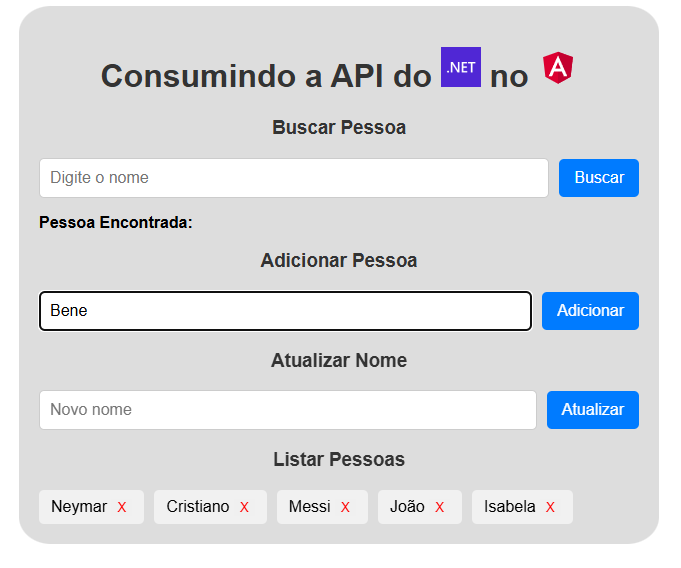 Consumindo a API do .NET no A
Buscar Pessoa
Digite o nome Buscar
Pessoa Encontrada:
Adicionar Pessoa
Bene Adicionar
Atualizar Nome
Novo nome Atualizar
Listar Pessoas
Neymar X Cristiano X Messi X João X Isabela X